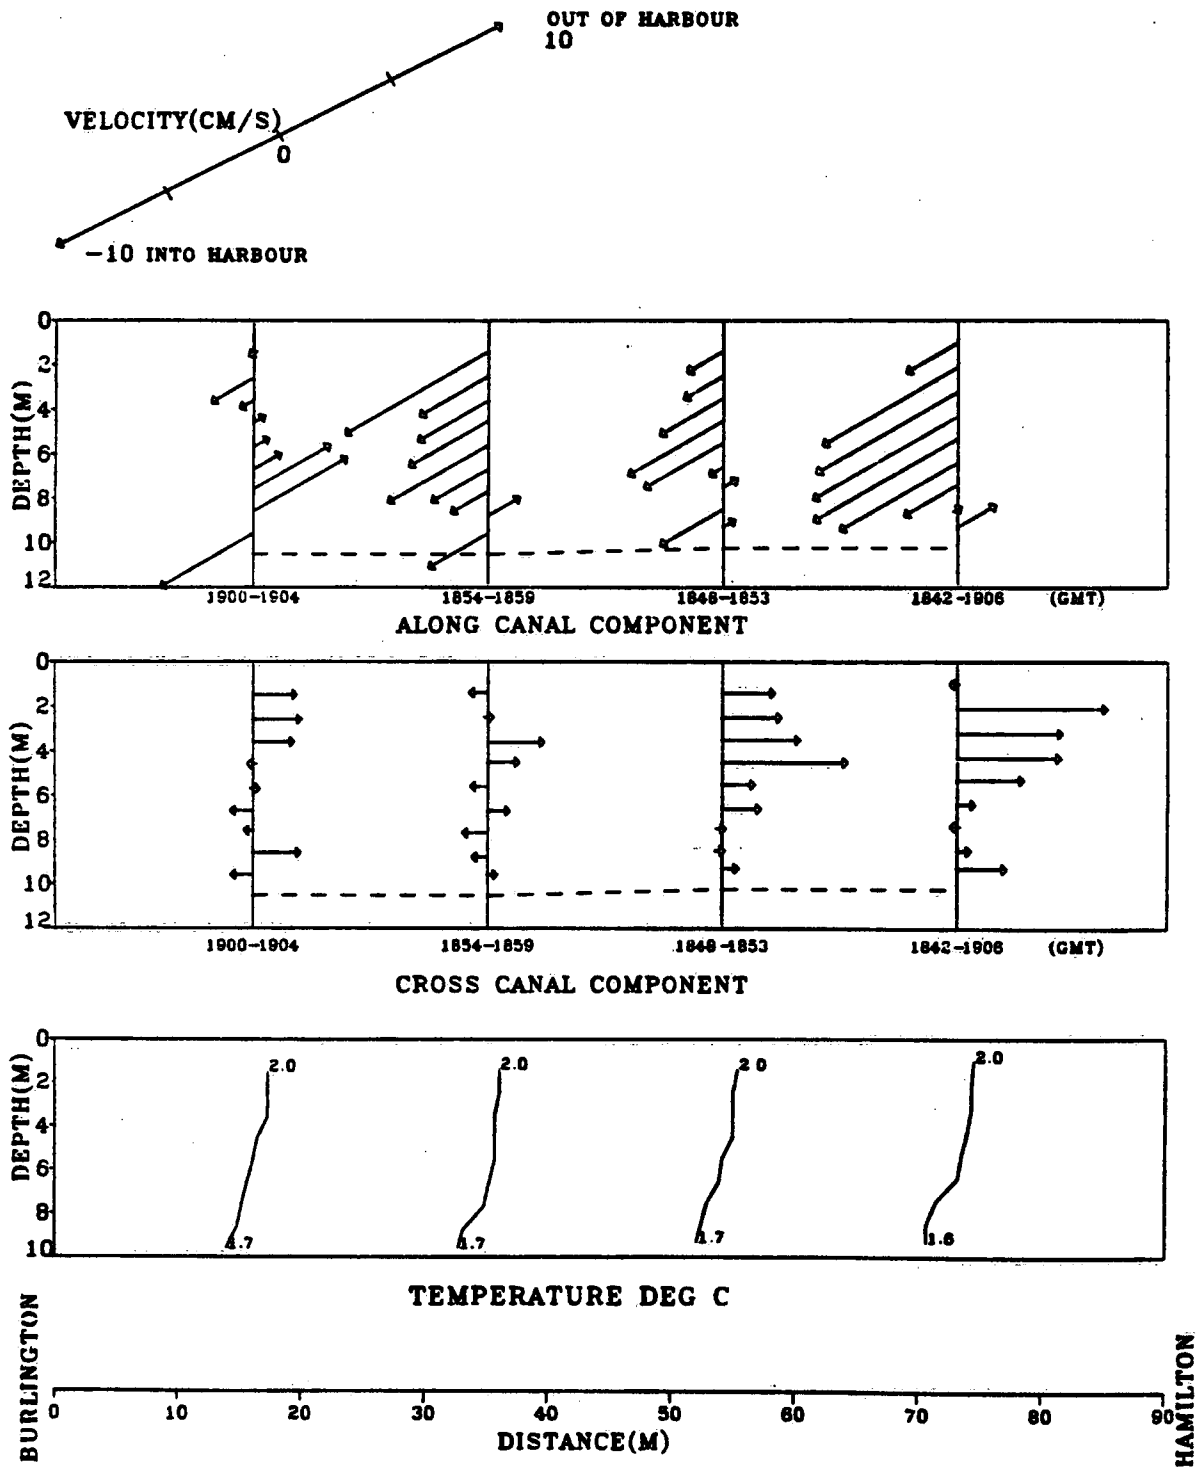 OUT OF HARBOUR
10
VELOCITY(CM/S)
0
-10 INTO HARBOUR
DEPTH(M)
0
2
4
6
8
10
12
1900-1904 1854-1859 1848-1853 1842-1906 (GMT)
ALONG CANAL COMPONENT
DEPTH(M)
0
2
4
6
8
10
12
1900-1904 1854-1859 1848-1853 1842-1906 (GMT)
CROSS CANAL COMPONENT
DEPTH(M)
0
2
4
6
8
10
2.0 2.0 2.0 2.0
1.7 1.7 1.7 1.6
TEMPERATURE DEG C
BURLINGTON
HAMILTON
0 10 20 30 40 50 60 70 80 90
DISTANCE(M)